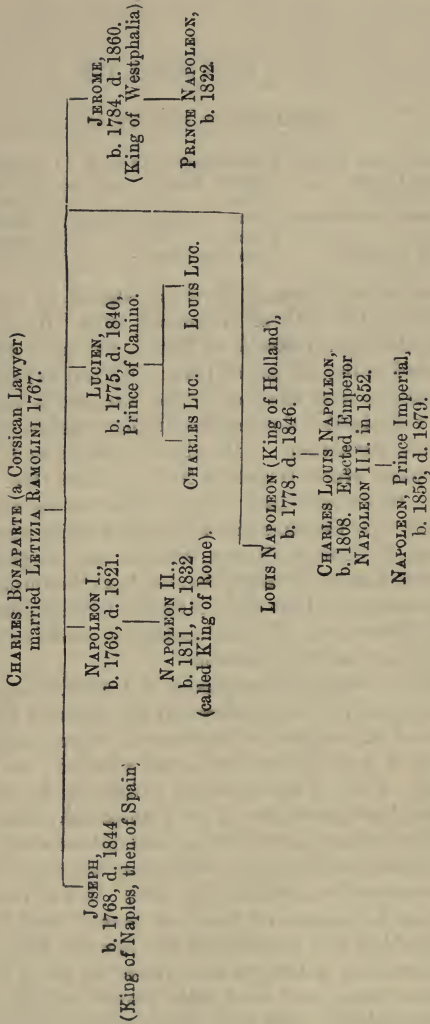 CHARLES BONAPARTE (a Corsican Lawyer)
married LETIZIA RAMOLINI 1767.
JOSEPH,
b. 1768, d. 1844
(King of Naples, then of Spain)
NAPOLEON I.,
b. 1769, d. 1821.
NAPOLEON II.,
b. 1811, d. 1832
(called King of Rome).
LUCIEN,
b. 1775, d. 1840,
Prince of Canino.
CHARLES LUC.
LOUIS LUC.
JEROME,
b. 1784, d. 1860.
(King of Westphalia)
PRINCE NAPOLEON,
b. 1822.
LOUIS NAPOLEON (King of Holland),
b. 1778, d. 1846.
CHARLES LOUIS NAPOLEON,
b. 1808. Elected Emperor
NAPOLEON III. in 1852.
NAPOLEON, Prince Imperial,
b. 1856, d. 1879.